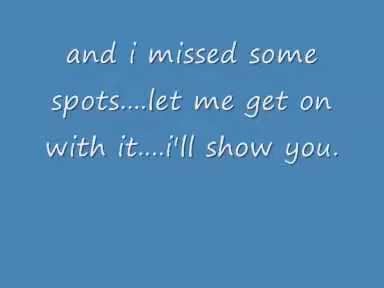 and i missed some
spots....let me get on
with it....i'll show you.